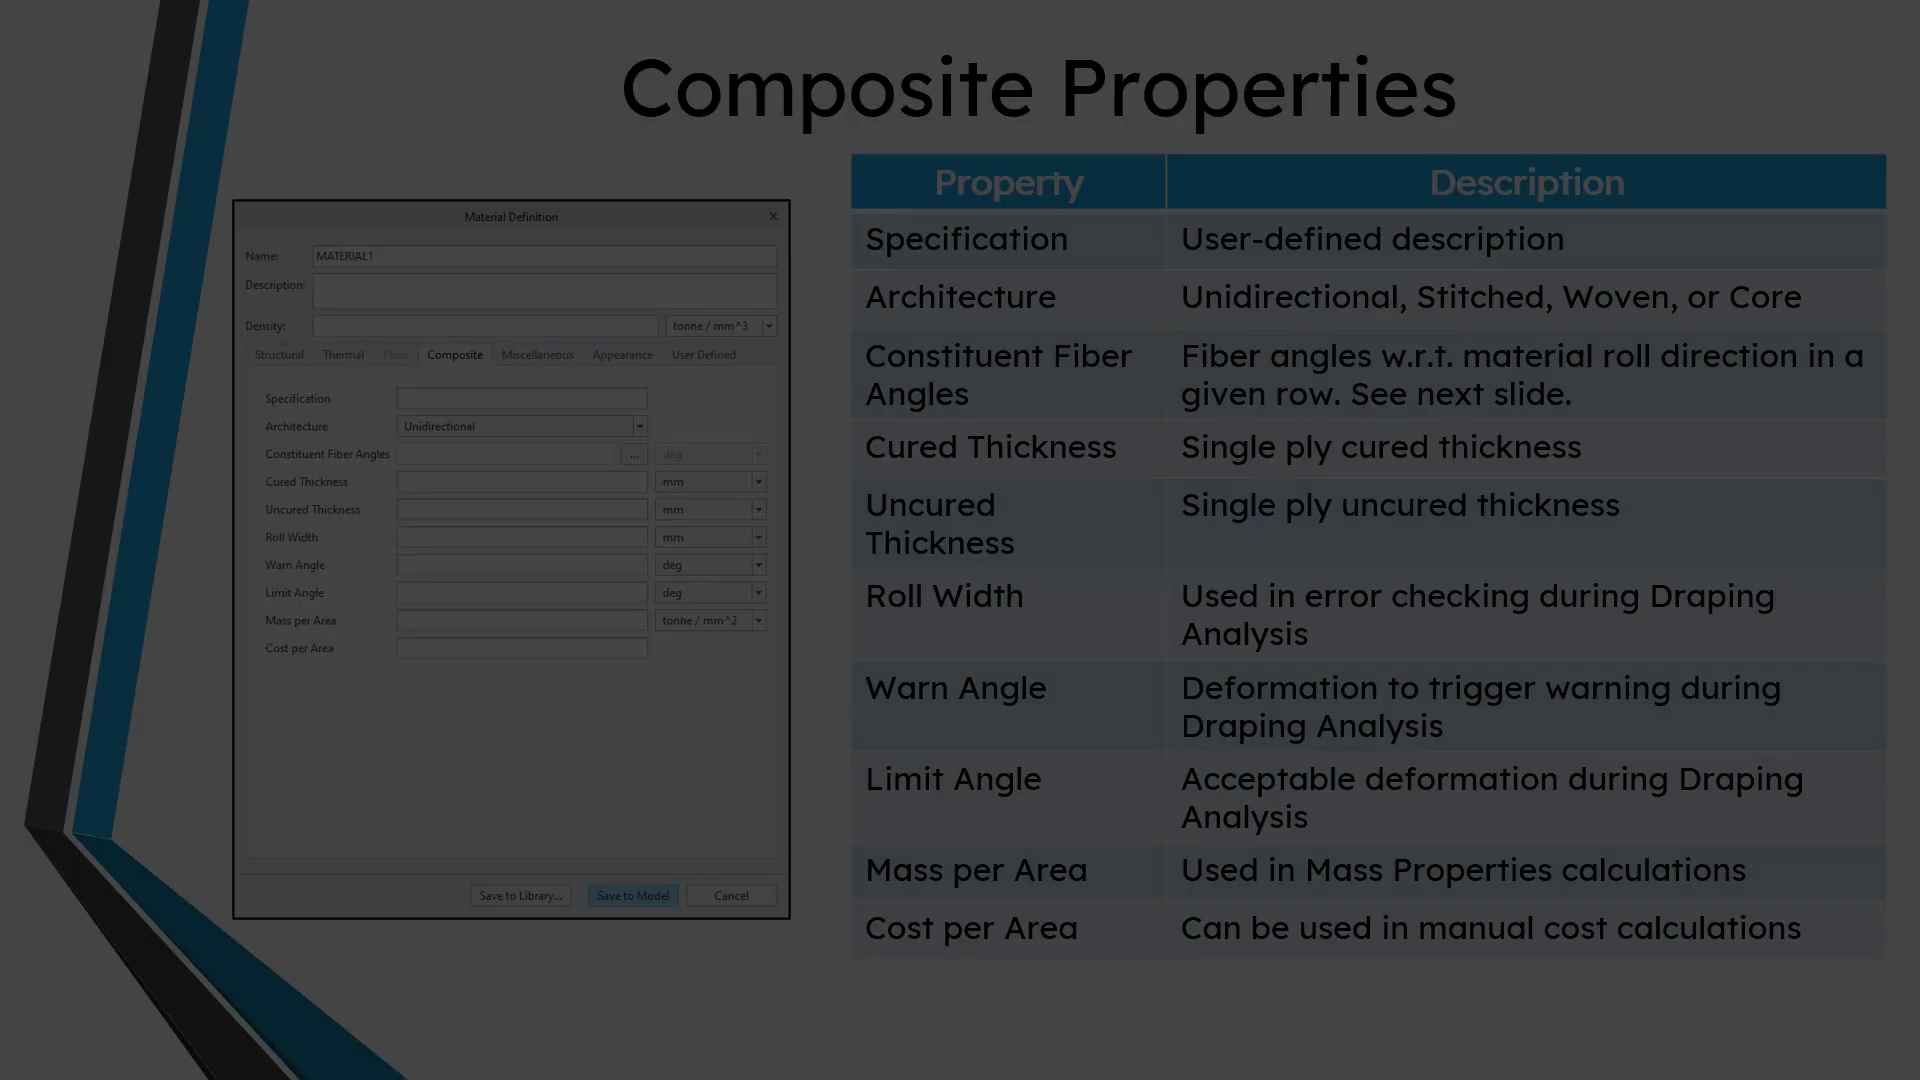 Composite Properties
Material Definition
Name: MATERIAL1
Description:
Density: tonne / mm^3
Structural Thermal Composite Miscellaneous Appearance User Defined
Specification
Architecture Unidirectional
Constituent Fiber Angles ... deg
Cured Thickness mm
Uncured Thickness mm
Roll Width mm
Warn Angle deg
Limit Angle deg
Mass per Area tonne / mm^2
Cost per Area
Save to Library... Save to Model Cancel
Property Description
Specification User-defined description
Architecture Unidirectional, Stitched, Woven, or Core
Constituent Fiber Fiber angles w.r.t. material roll direction in a
Angles given row. See next slide.
Cured Thickness Single ply cured thickness
Uncured Single ply uncured thickness
Thickness
Roll Width Used in error checking during Draping
Analysis
Warn Angle Deformation to trigger warning during
Draping Analysis
Limit Angle Acceptable deformation during Draping
Analysis
Mass per Area Used in Mass Properties calculations
Cost per Area Can be used in manual cost calculations